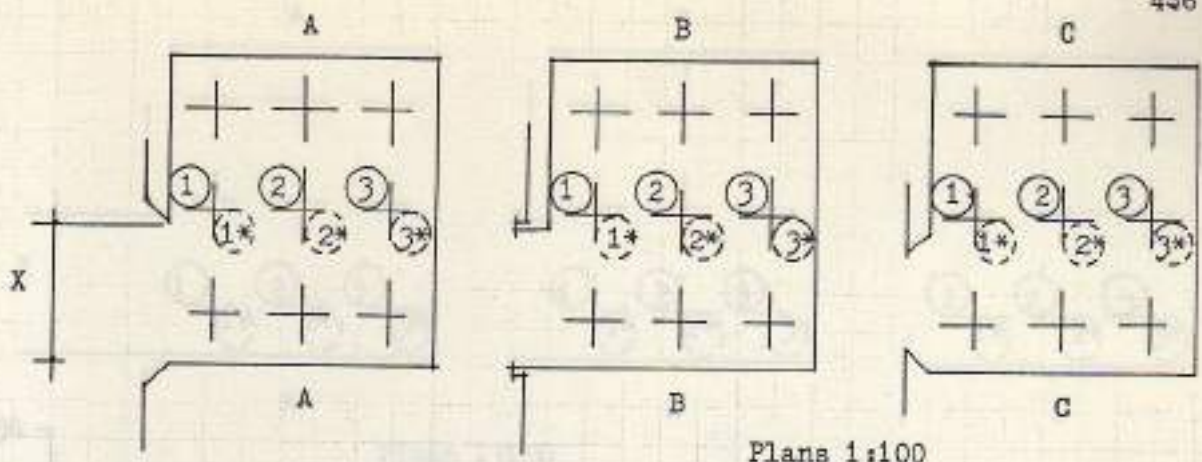 A B C
① ② ③ ① ② ③ ① ② ③
1* 2* 3* 1* 2* 3* 1* 2* 3*
X
A B C
Plans 1:100